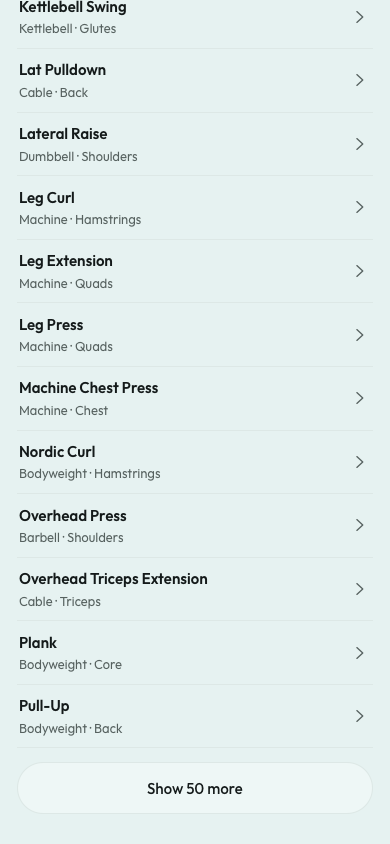 Kettlebell Swing
Kettlebell · Glutes
Lat Pulldown
Cable · Back
Lateral Raise
Dumbbell · Shoulders
Leg Curl
Machine · Hamstrings
Leg Extension
Machine · Quads
Leg Press
Machine · Quads
Machine Chest Press
Machine · Chest
Nordic Curl
Bodyweight · Hamstrings
Overhead Press
Barbell · Shoulders
Overhead Triceps Extension
Cable · Triceps
Plank
Bodyweight · Core
Pull-Up
Bodyweight · Back
Show 50 more